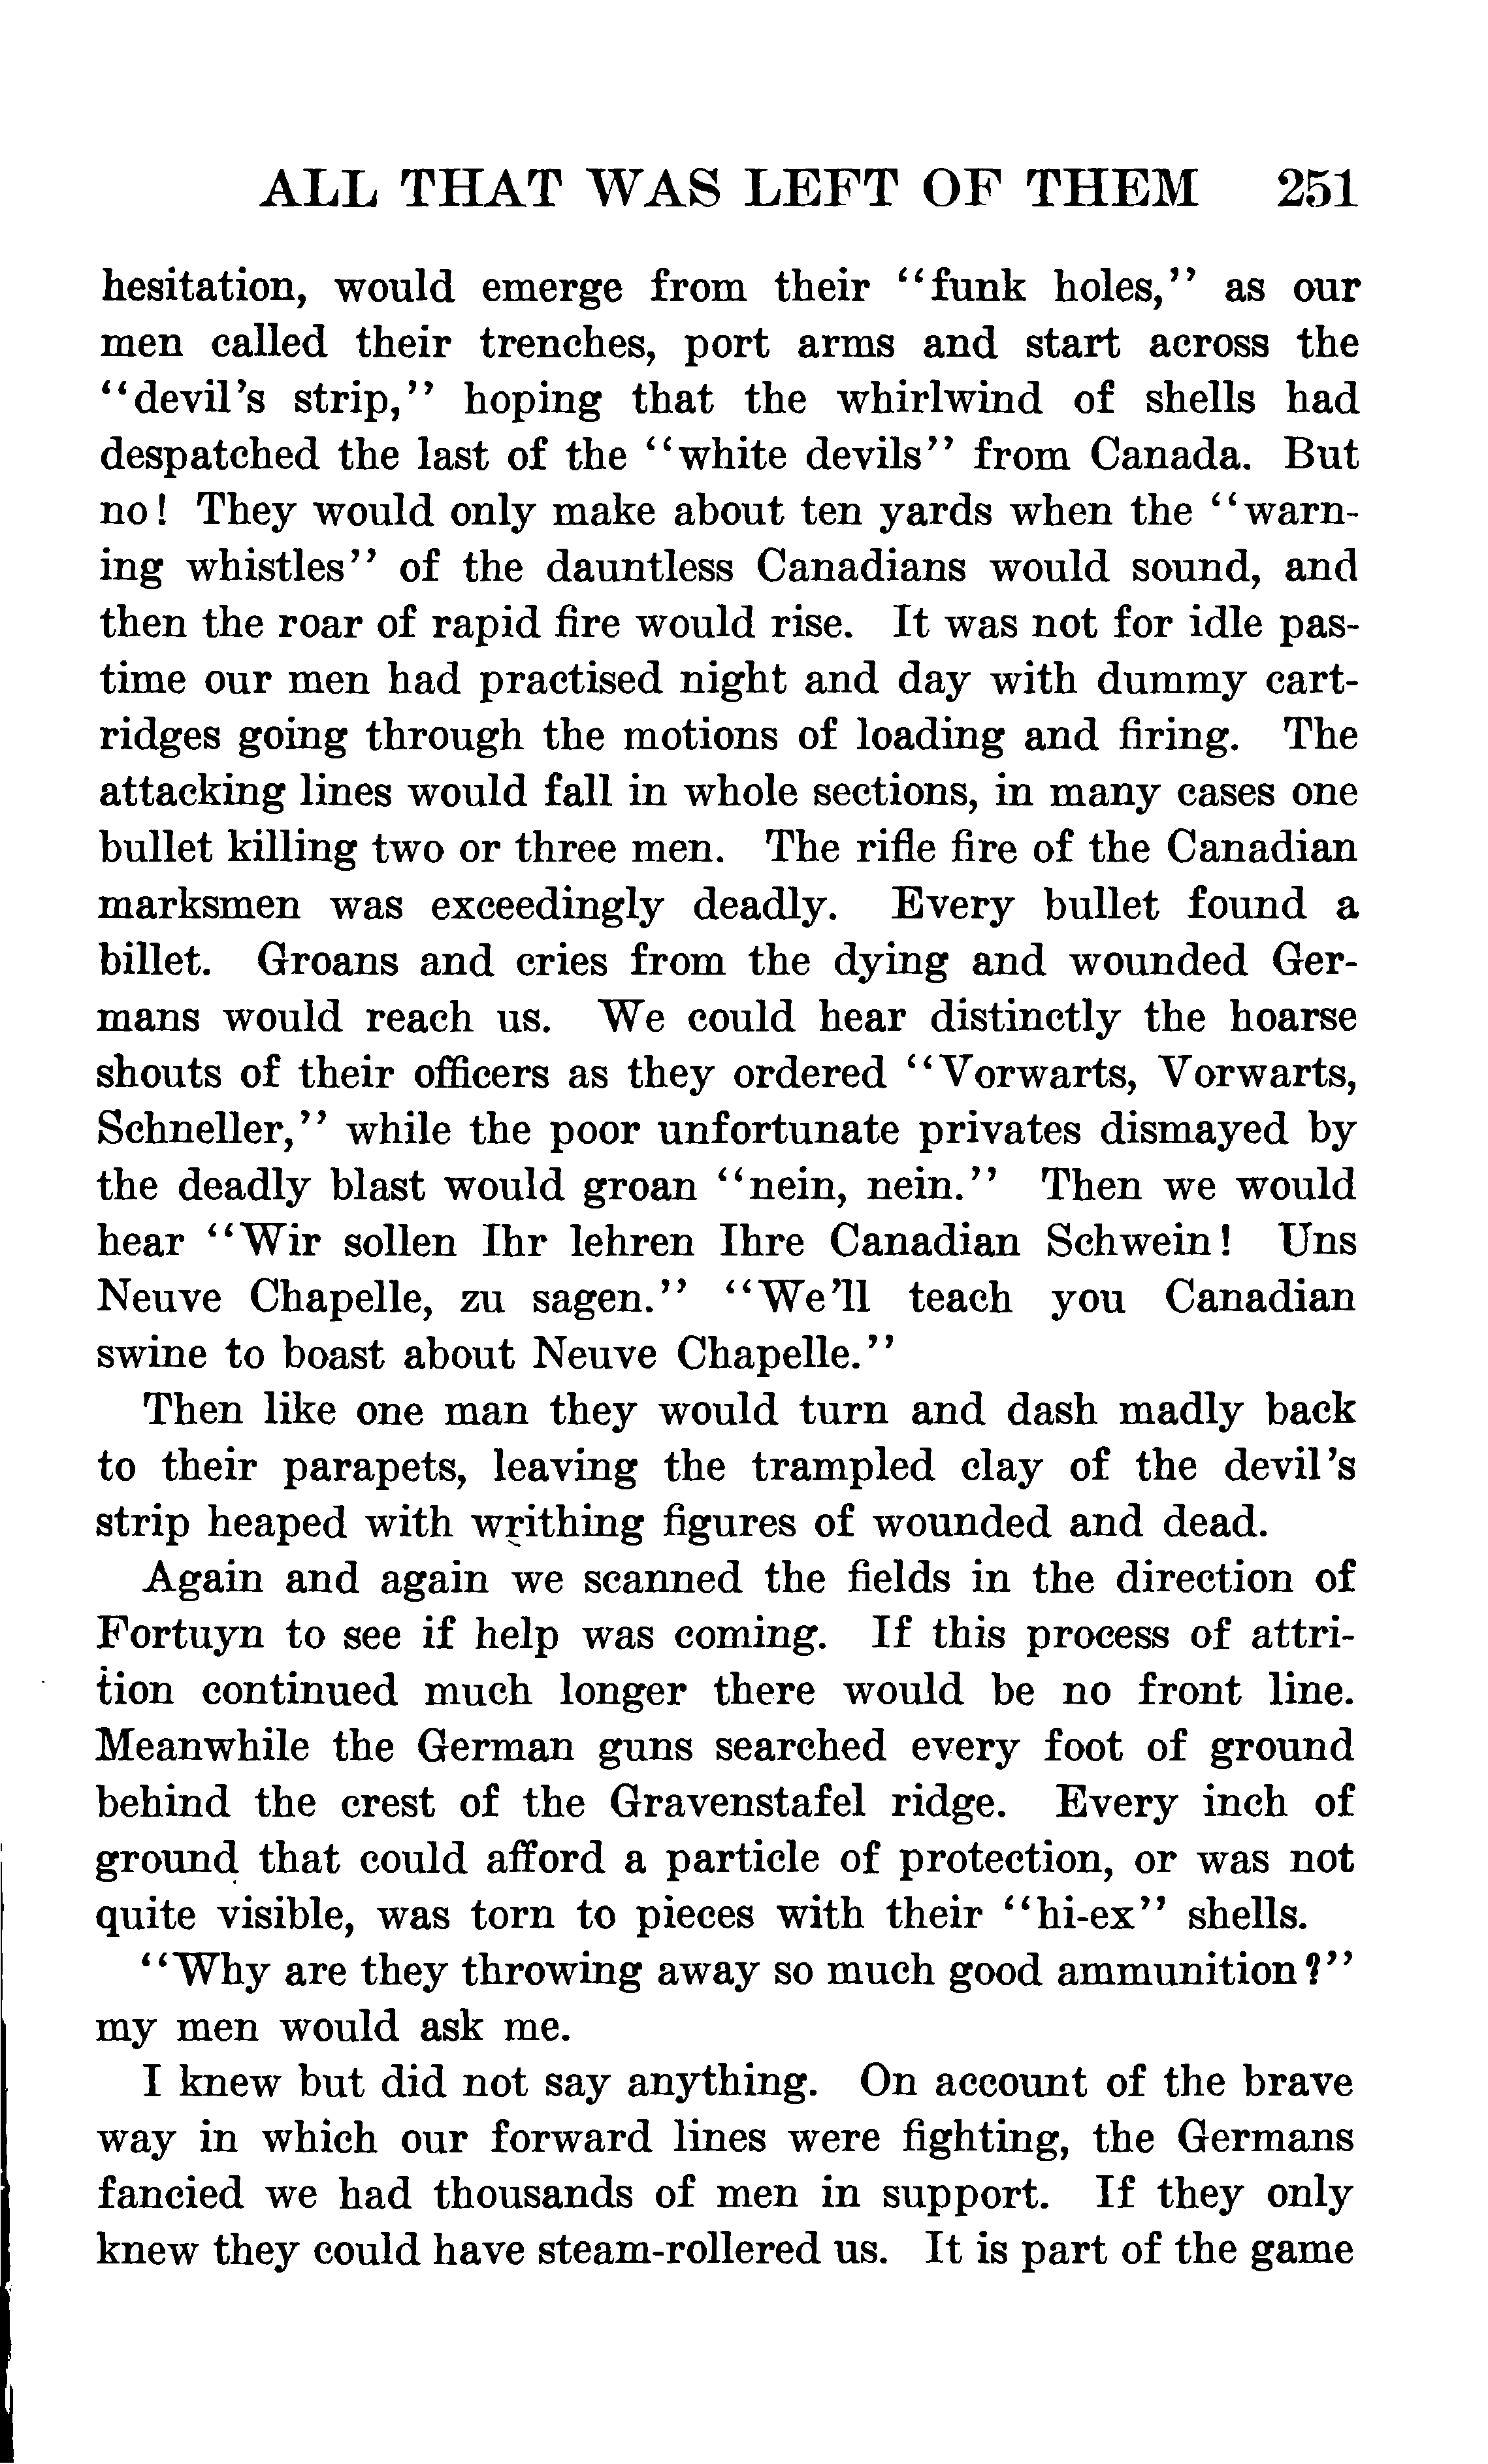 ALL THAT WAS LEFT OF THEM 251
hesitation, would emerge from their "funk holes," as our
men called their trenches, port arms and start across the
"devil's strip," hoping that the whirlwind of shells had
despatched the last of the "white devils" from Canada. But
no! They would only make about ten yards when the "warn-
ing whistles" of the dauntless Canadians would sound, and
then the roar of rapid fire would rise. It was not for idle pas-
time our men had practised night and day with dummy cart-
ridges going through the motions of loading and firing. The
attacking lines would fall in whole sections, in many cases one
bullet killing two or three men. The rifle fire of the Canadian
marksmen was exceedingly deadly. Every bullet found a
billet. Groans and cries from the dying and wounded Ger-
mans would reach us. We could hear distinctly the hoarse
shouts of their officers as they ordered "Vorwarts, Vorwarts,
Schneller," while the poor unfortunate privates dismayed by
the deadly blast would groan "nein, nein." Then we would
hear "Wir sollen Ihr lehren Ihre Canadian Schwein! Uns
Neuve Chapelle, zu sagen." "We'll teach you Canadian
swine to boast about Neuve Chapelle."
Then like one man they would turn and dash madly back
to their parapets, leaving the trampled clay of the devil's
strip heaped with writhing figures of wounded and dead.
Again and again we scanned the fields in the direction of
Fortuyn to see if help was coming. If this process of attri-
tion continued much longer there would be no front line.
Meanwhile the German guns searched every foot of ground
behind the crest of the Gravenstafel ridge. Every inch of
ground that could afford a particle of protection, or was not
quite visible, was torn to pieces with their "hi-ex" shells.
"Why are they throwing away so much good ammunition?"
my men would ask me.
I knew but did not say anything. On account of the brave
way in which our forward lines were fighting, the Germans
fancied we had thousands of men in support. If they only
knew they could have steam-rollered us. It is part of the game